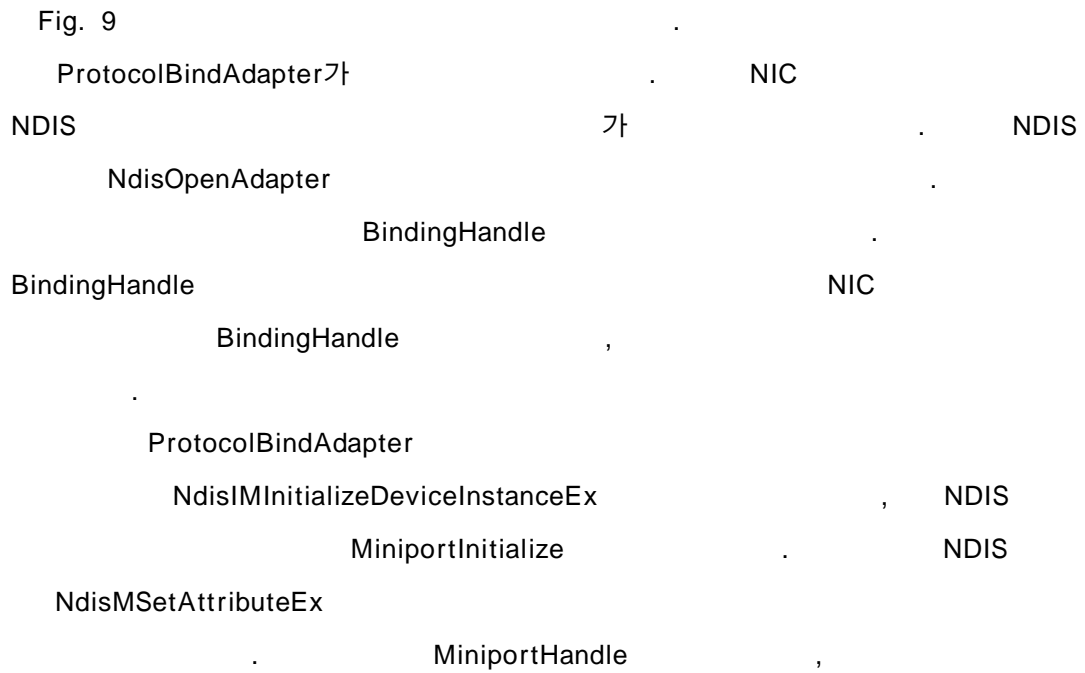 Fig. 9 .
ProtocolBindAdapter가 . NIC
NDIS 가 . NDIS
NdisOpenAdapter .
BindingHandle .
BindingHandle NIC
BindingHandle ,
.
ProtocolBindAdapter
NdisIMInitializeDeviceInstanceEx , NDIS
MiniportInitialize . NDIS
NdisMSetAttributeEx
. MiniportHandle ,